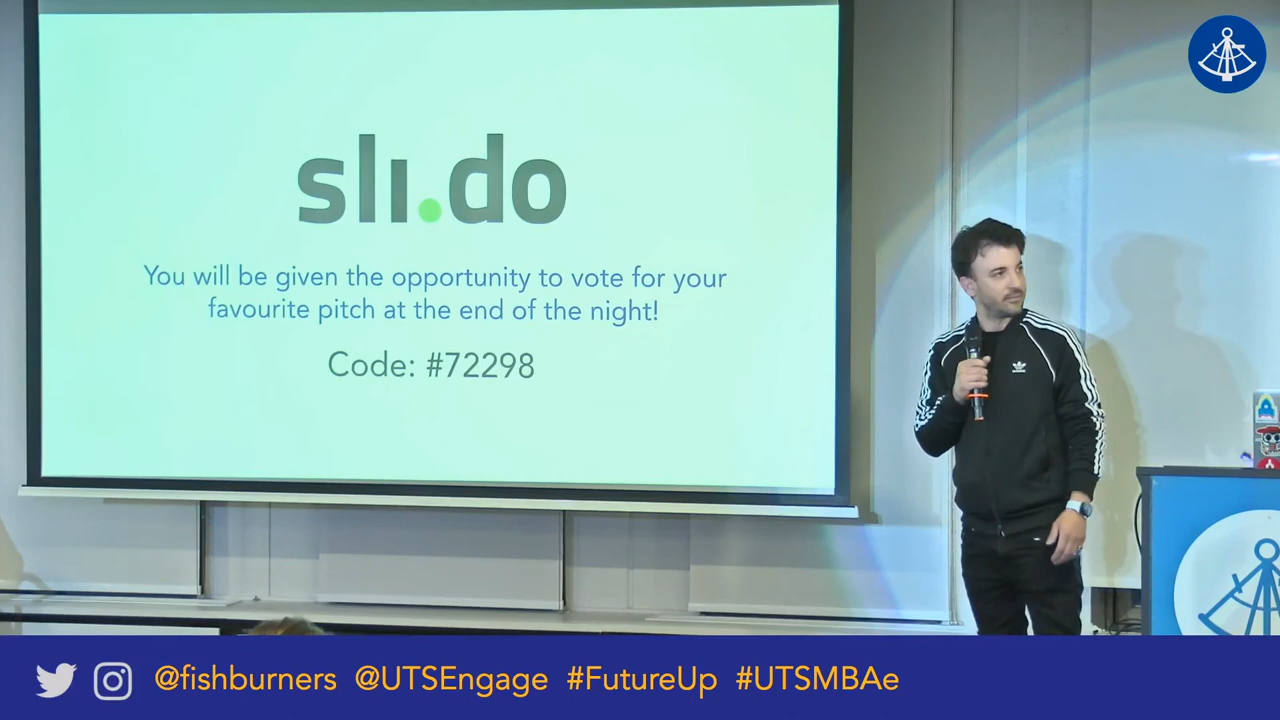 sli.do
You will be given the opportunity to vote for your
favourite pitch at the end of the night!
Code: #72298
@fishburners @UTSEngage #FutureUp #UTSMBAe